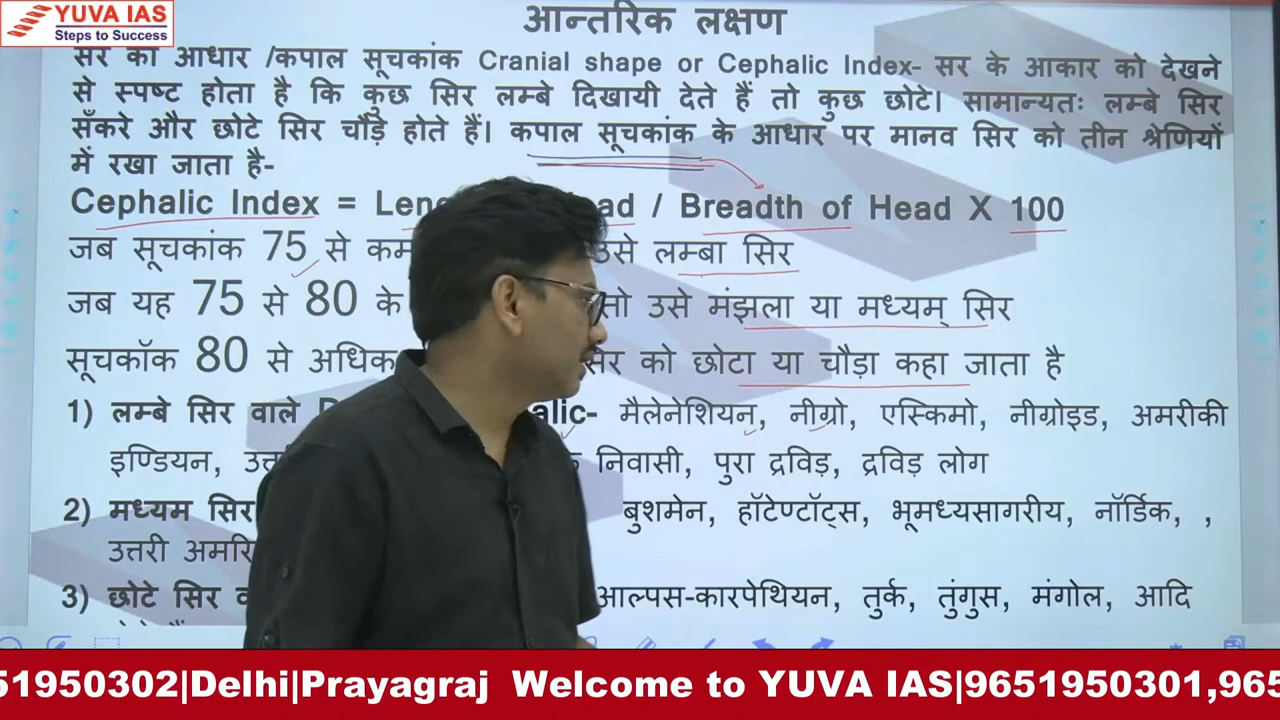 YUVA IAS
Steps to Success
आन्तरिक लक्षण
सर का आधार /कपाल सूचकांक Cranial shape or Cephalic Index- सर के आकार को देखने
से स्पष्ट होता है कि कुछ सिर लम्बे दिखायी देते हैं तो कुछ छोटे। सामान्यतः लम्बे सिर
सँकरे और छोटे सिर चौड़े होते हैं। कपाल सूचकांक के आधार पर मानव सिर को तीन श्रेणियों
में रखा जाता है-
Cephalic Index = / Breadth of Head X 100
जब सूचकांक 75 से कम उसे लम्बा सिर
जब यह 75 से 80 के तो उसे मंझला या मध्यम् सिर
सूचकॉक 80 से अधिक को छोटा या चौड़ा कहा जाता है
1) लम्बे सिर वाले मैलेनेशियन, नीग्रो, एस्किमो, नीग्रोइड, अमरीकी
इण्डियन, निवासी, पुरा द्रविड़, द्रविड़ लोग
2) मध्यम सिर बुशमेन, हॉटेण्टॉट्स, भूमध्यसागरीय, नॉर्डिक, ,
उत्तरी
3) छोटे सिर आल्पस-कारपेथियन, तुर्क, तुंगुस, मंगोल, आदि
51950302|Delhi|Prayagraj Welcome to YUVA IAS|9651950301,965